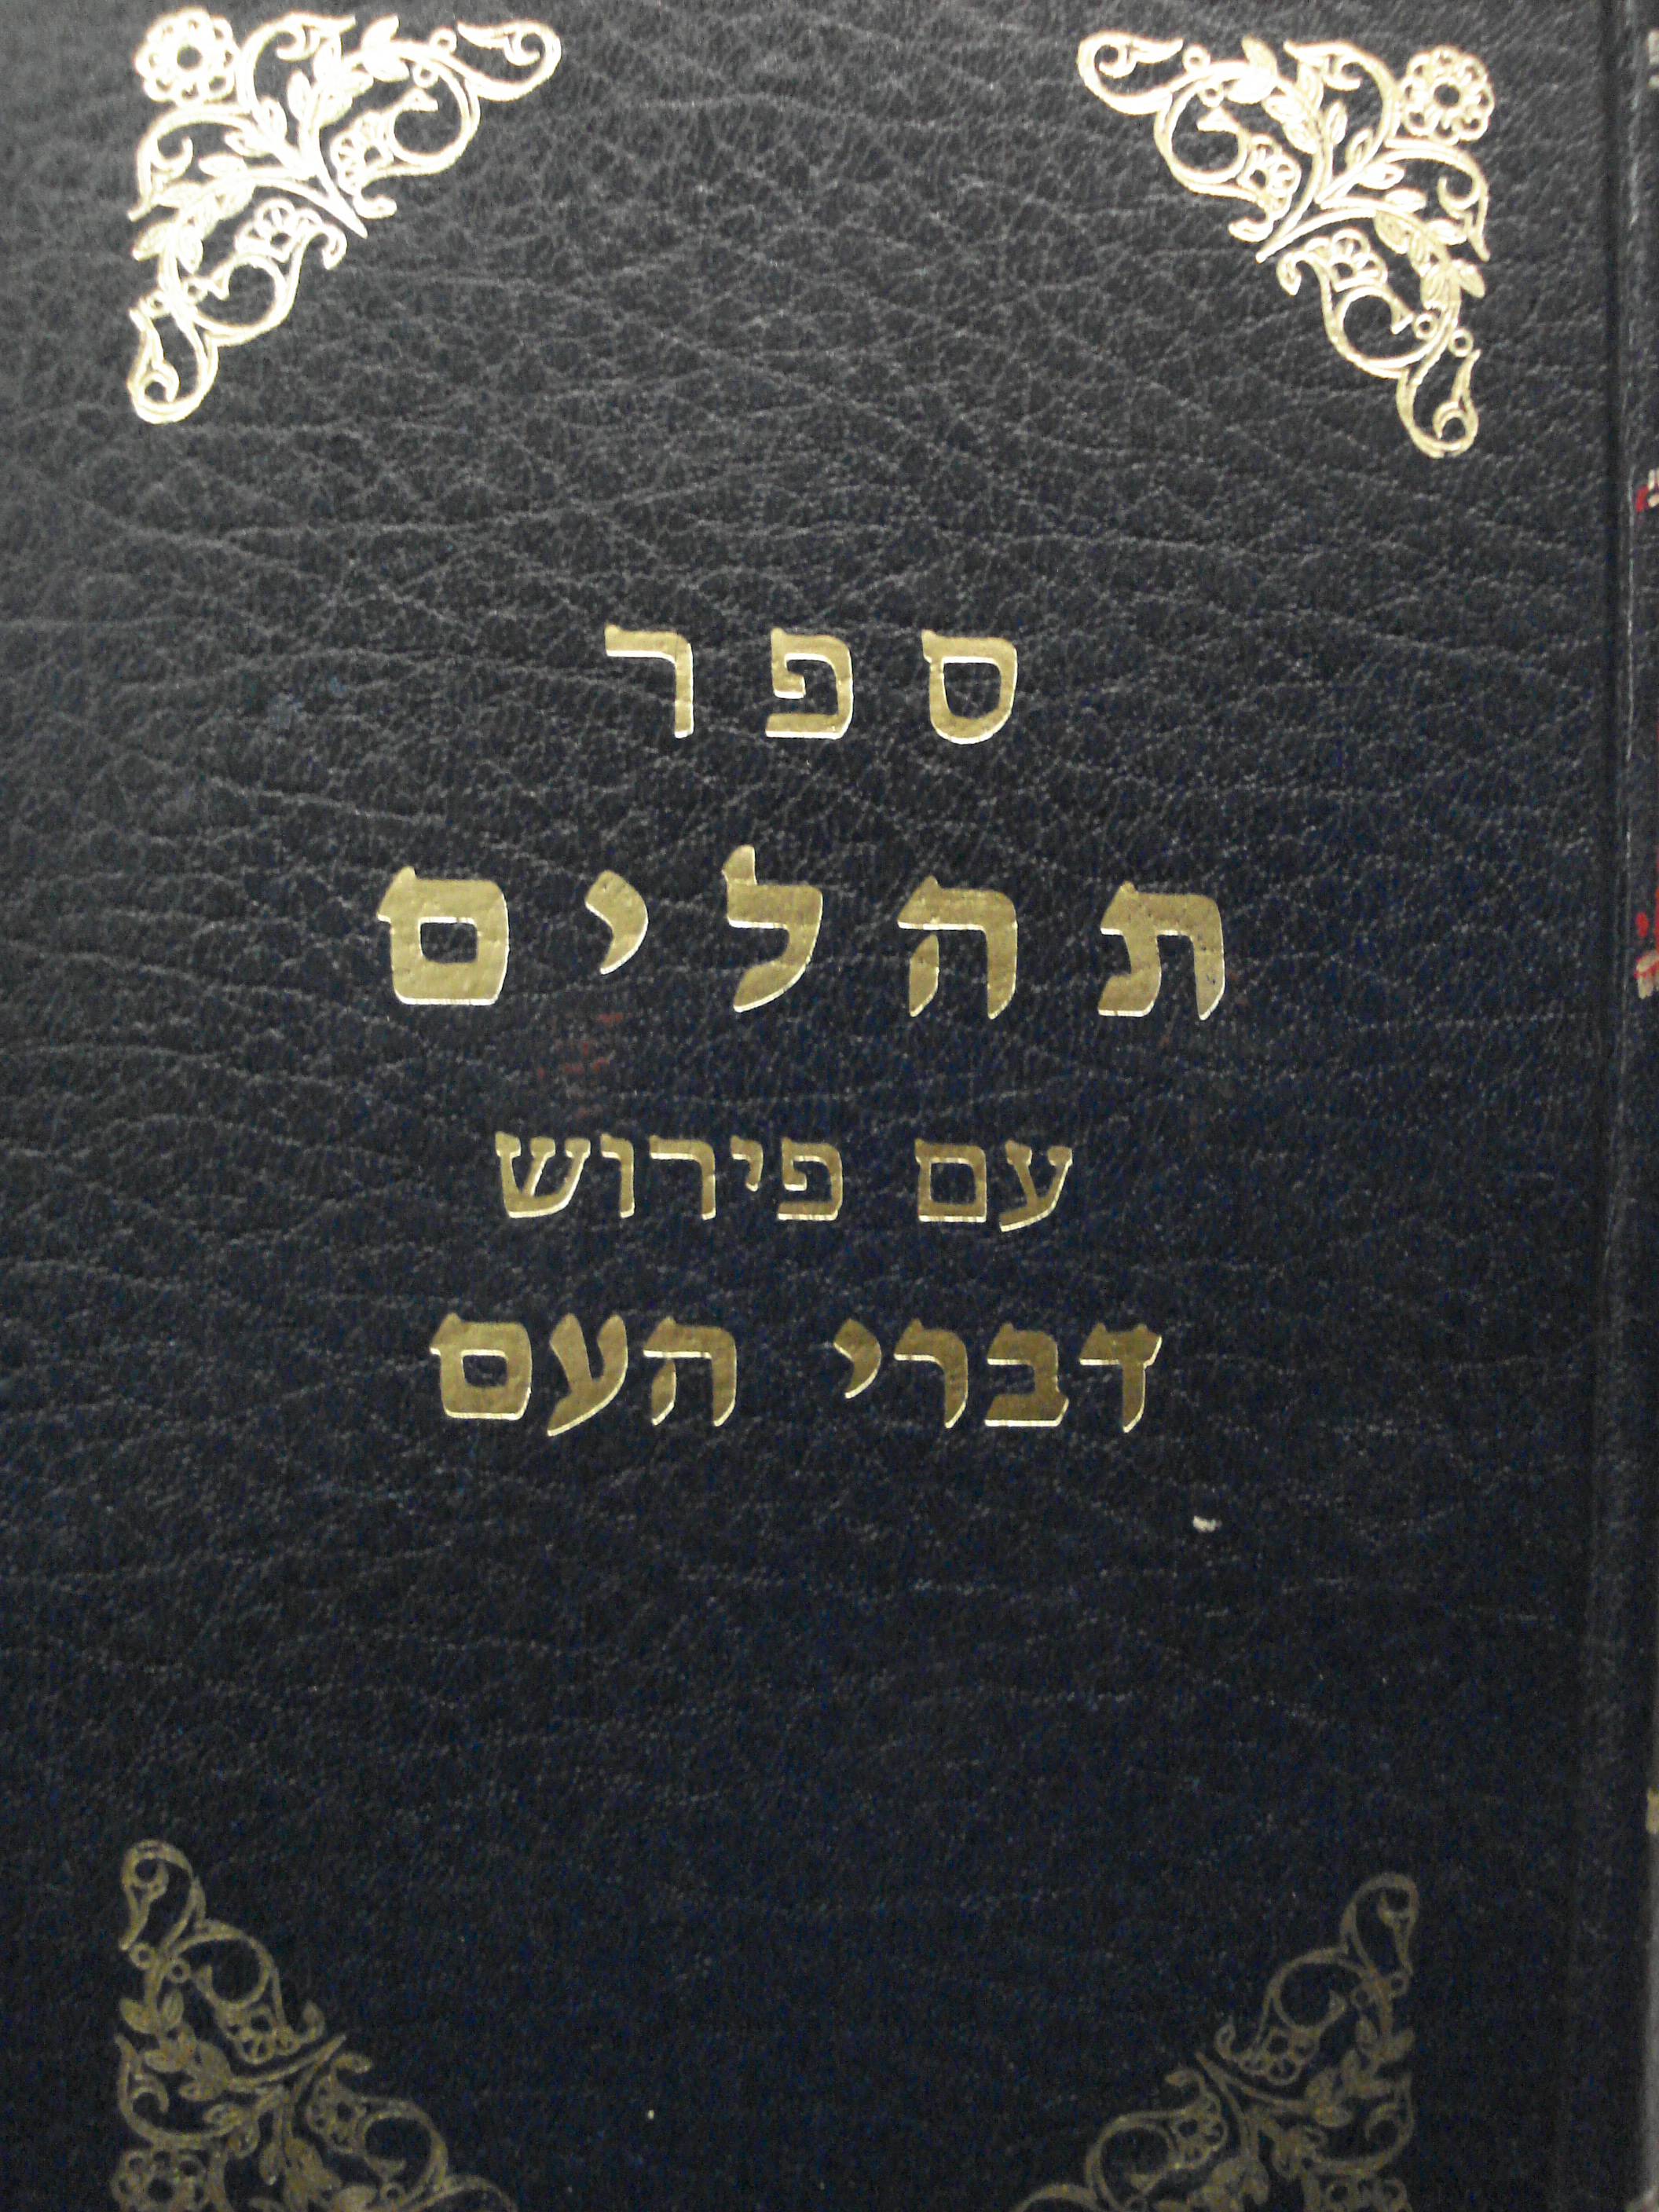 ספר
תהלים
עם פירוש
דברי העם